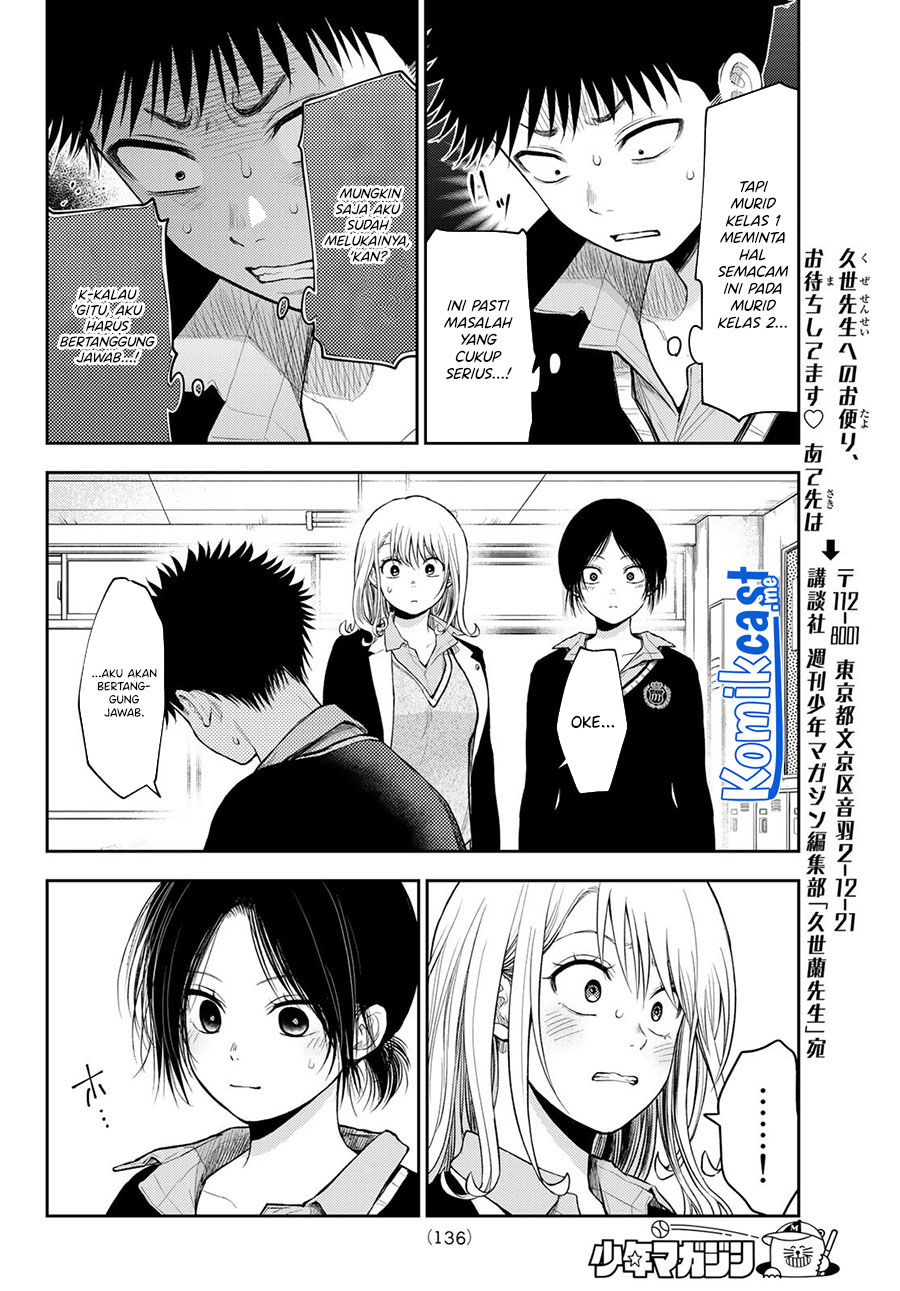 TAPI
MURID
KELAS 1
MEMINTA
HAL
SEMACAM
INI PADA
MURID
KELAS 2...
INI PASTI
MASALAH
YANG
CUKUP
SERIUS...!
MUNGKIN
SAJA AKU
SUDAH
MELUKAINYA,
'KAN?
K-KALAU
'GITU, AKU
HARUS
BERTANGGUNG
JAWAB...!
OKE...
...AKU AKAN
BERTANG-
GUNG
JAWAB.
………!
ホ…
久世先生へのお便り、
お待ちしてます♡ あて先は
➡
〒112-8001 東京都文京区音羽2-12-21
講談社 週刊少年マガジン編集部「久世蘭先生」宛
Komikcast.me
(136)
少年マガジン
M